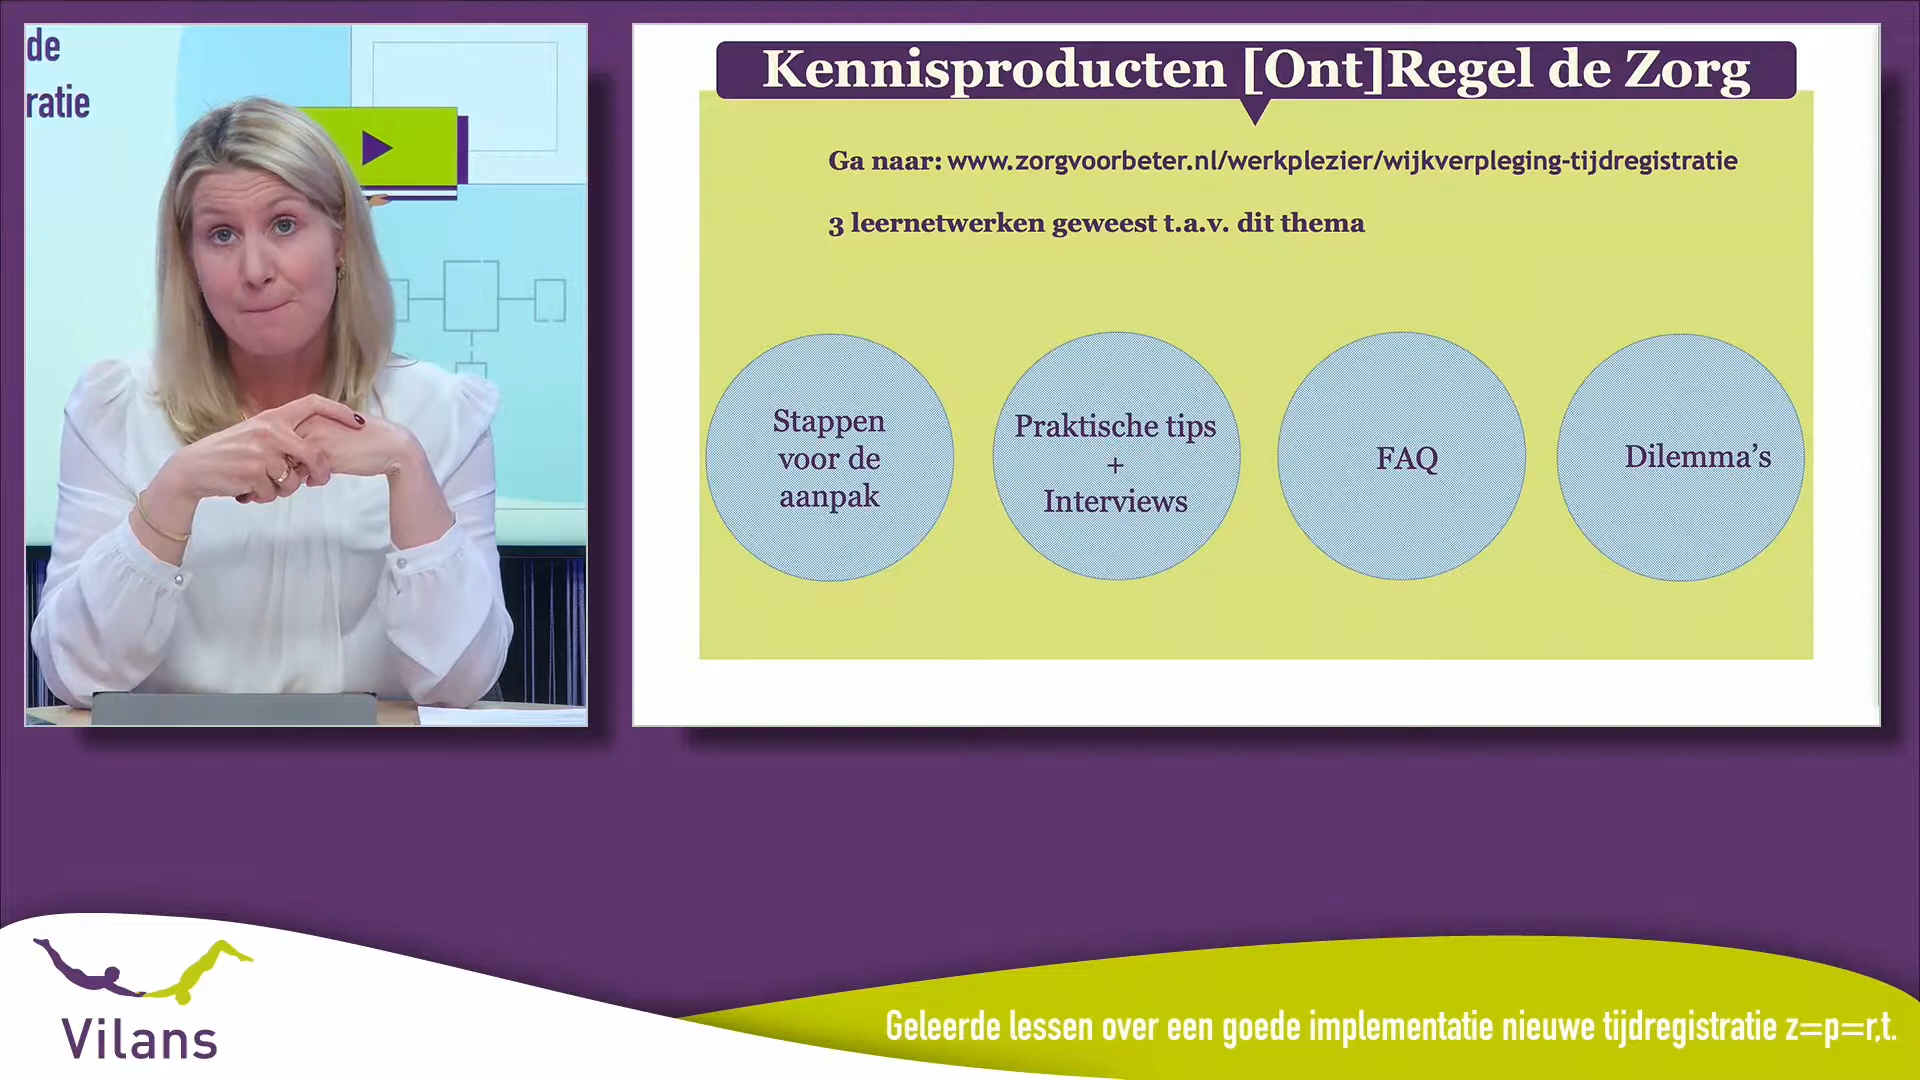 de
ratie
Kennisproducten [Ont]Regel de Zorg
Ga naar: www.zorgvoorbeter.nl/werkplezier/wijkverpleging-tijdregistratie
3 leernetwerken geweest t.a.v. dit thema
Stappen
voor de
aanpak
Praktische tips
+
Interviews
FAQ
Dilemma's
Vilans
Geleerde lessen over een goede implementatie nieuwe tijdregistratie z=p=r,t.